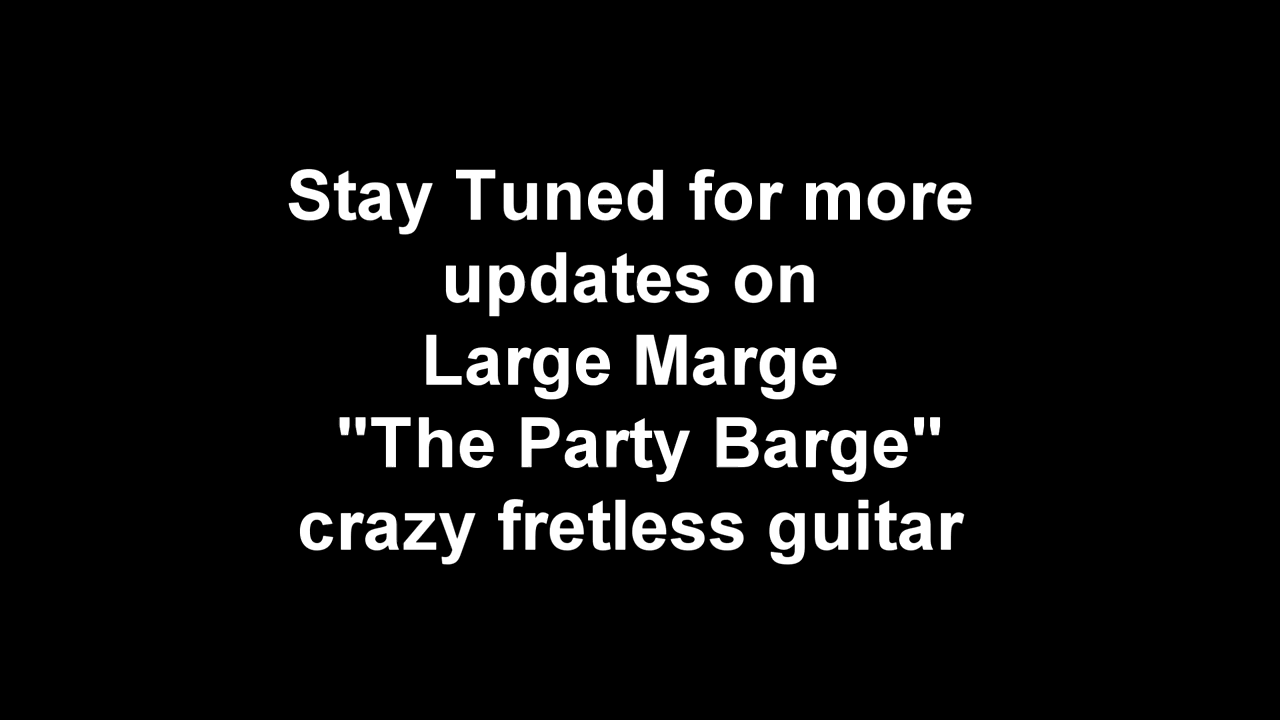 Stay Tuned for more
updates on
Large Marge
"The Party Barge"
crazy fretless guitar